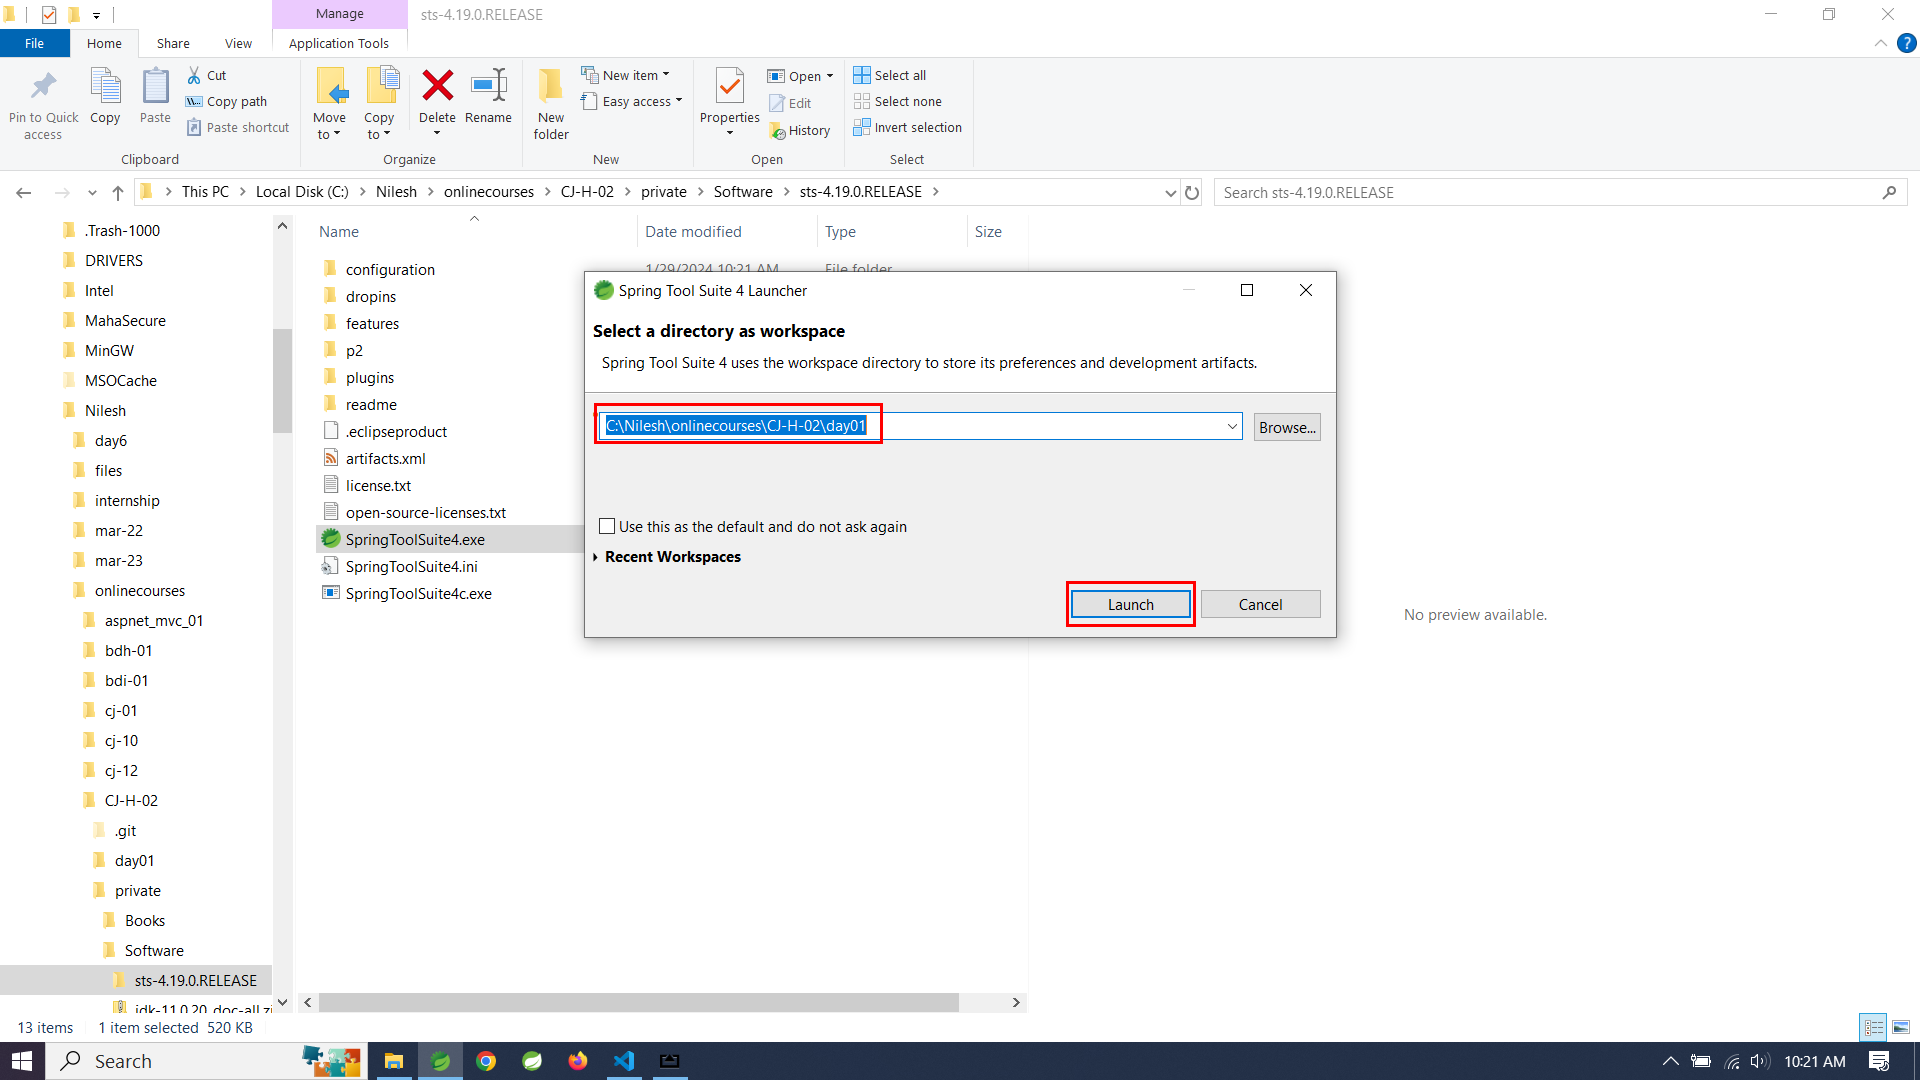 Manage
sts-4.19.0.RELEASE
File
Home
Share
View
Application Tools
Pin to Quick access
Copy
Paste
Cut
Copy path
Paste shortcut
Clipboard
Move to
Copy to
Delete
Rename
Organize
New folder
New item
Easy access
New
Properties
Open
Edit
History
Open
Select all
Select none
Invert selection
Select
This PC > Local Disk (C:) > Nilesh > onlinecourses > CJ-H-02 > private > Software > sts-4.19.0.RELEASE >
Search sts-4.19.0.RELEASE
.Trash-1000
DRIVERS
Intel
MahaSecure
MinGW
MSOCache
Nilesh
day6
files
internship
mar-22
mar-23
onlinecourses
aspnet_mvc_01
bdh-01
bdi-01
cj-01
cj-10
cj-12
CJ-H-02
.git
day01
private
Books
Software
sts-4.19.0.RELEASE
jdk-11.0.20_doc-all.zi
Name
Date modified
Type
Size
configuration
1/29/2024 10:21 AM
File folder
dropins
features
p2
plugins
readme
.eclipseproduct
artifacts.xml
license.txt
open-source-licenses.txt
SpringToolSuite4.exe
SpringToolSuite4.ini
SpringToolSuite4c.exe
Spring Tool Suite 4 Launcher
Select a directory as workspace
Spring Tool Suite 4 uses the workspace directory to store its preferences and development artifacts.
C:\Nilesh\onlinecourses\CJ-H-02\day01
Browse...
Use this as the default and do not ask again
Recent Workspaces
Launch
Cancel
No preview available.
13 items
1 item selected 520 KB
Search
10:21 AM